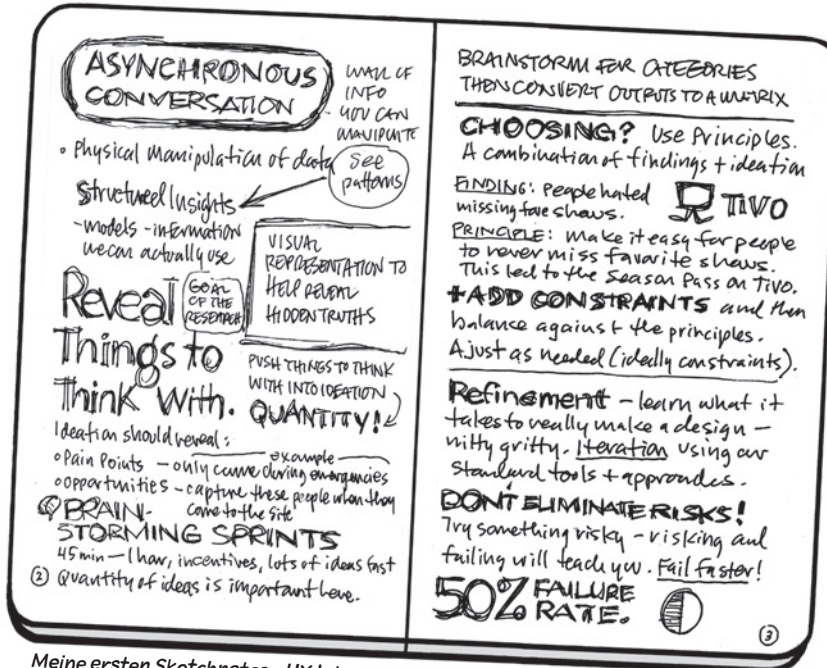 ASYNCHRONOUS
CONVERSATION
WALL OF
INFO
YOU CAN
MANIPULATE
• Physical Manipulation of data
See
patterns
Structured Insights
-models -information
we can actually use
VISUAL
REPRESENTATION TO
HELP REVEAL
HIDDEN TRUTHS
Reveal
GOAL
OF THE
RESEARCH
Things to
Think With.
PUSH THINGS TO THINK
WITH INTO IDEATION
QUANTITY!
Ideation should reveal:
example
• Pain Points - only came during emergencies
• Opportunities - capture these people when they
come to the site
BRAIN-
STORMING SPRINTS
45 min - 1 hour, incentives, lots of ideas fast
Quantity of ideas is important here.
2
BRAINSTORM FOR CATEGORIES
THEN CONVERT OUTPUTS TO A MATRIX
CHOOSING? Use Principles.
A combination of findings + ideation
FINDING: People hated
missing fave shows.
TIVO
PRINCIPLE: Make it easy for people
to never miss favorite shows.
This led to the Season Pass on Tivo.
+ADD CONSTRAINTS and then
balance against the principles.
Ajust as needed (ideally constraints).
Refinement - learn what it
takes to really make a design -
nitty gritty. Iteration using our
standard tools + approaches.
DON'T ELIMINATE RISKS!
Try something risky - risking and
failing will teach you. Fail faster!
50% FAILURE
RATE.
3
Meine ersten Sketchnotes - UX